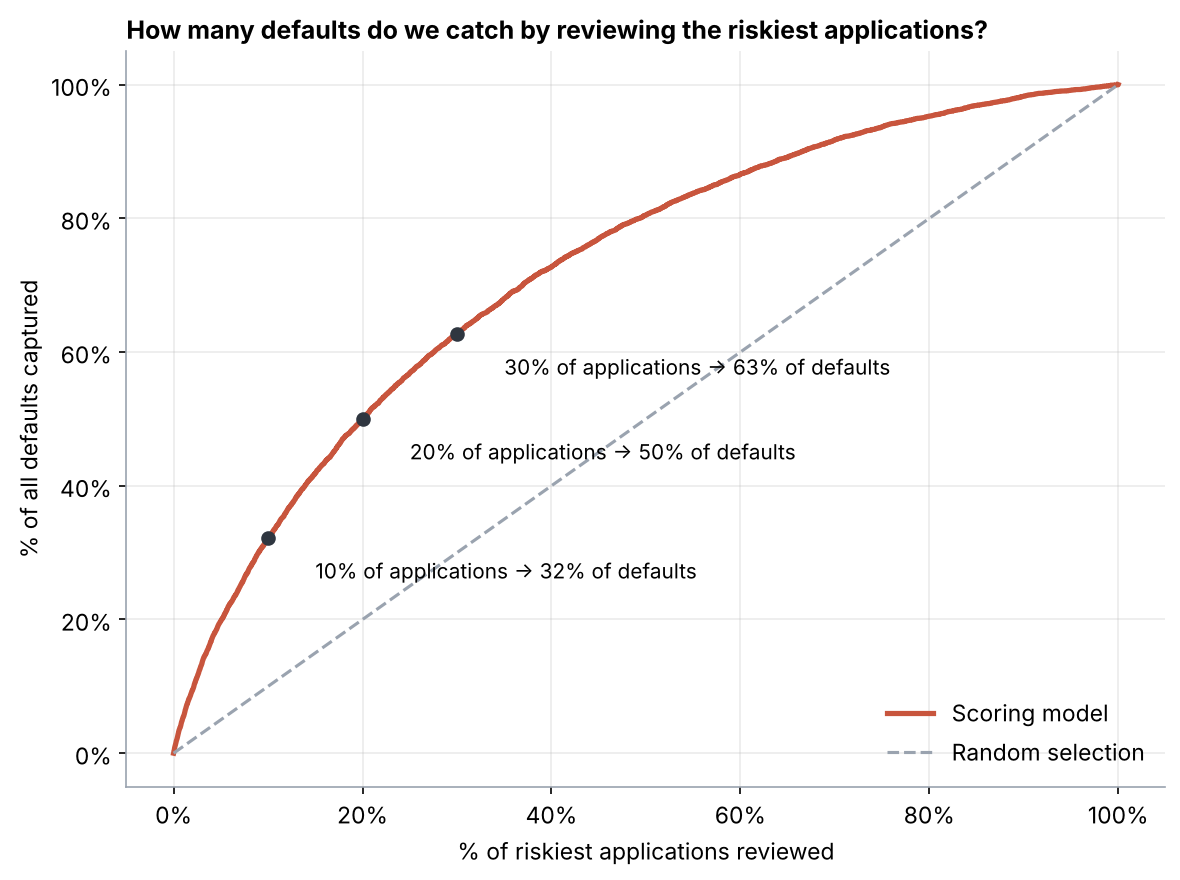 How many defaults do we catch by reviewing the riskiest applications?
% of all defaults captured
100%
80%
60%
40%
20%
0%
30% of applications → 63% of defaults
20% of applications → 50% of defaults
10% of applications → 32% of defaults
Scoring model
Random selection
0%
20%
40%
60%
80%
100%
% of riskiest applications reviewed